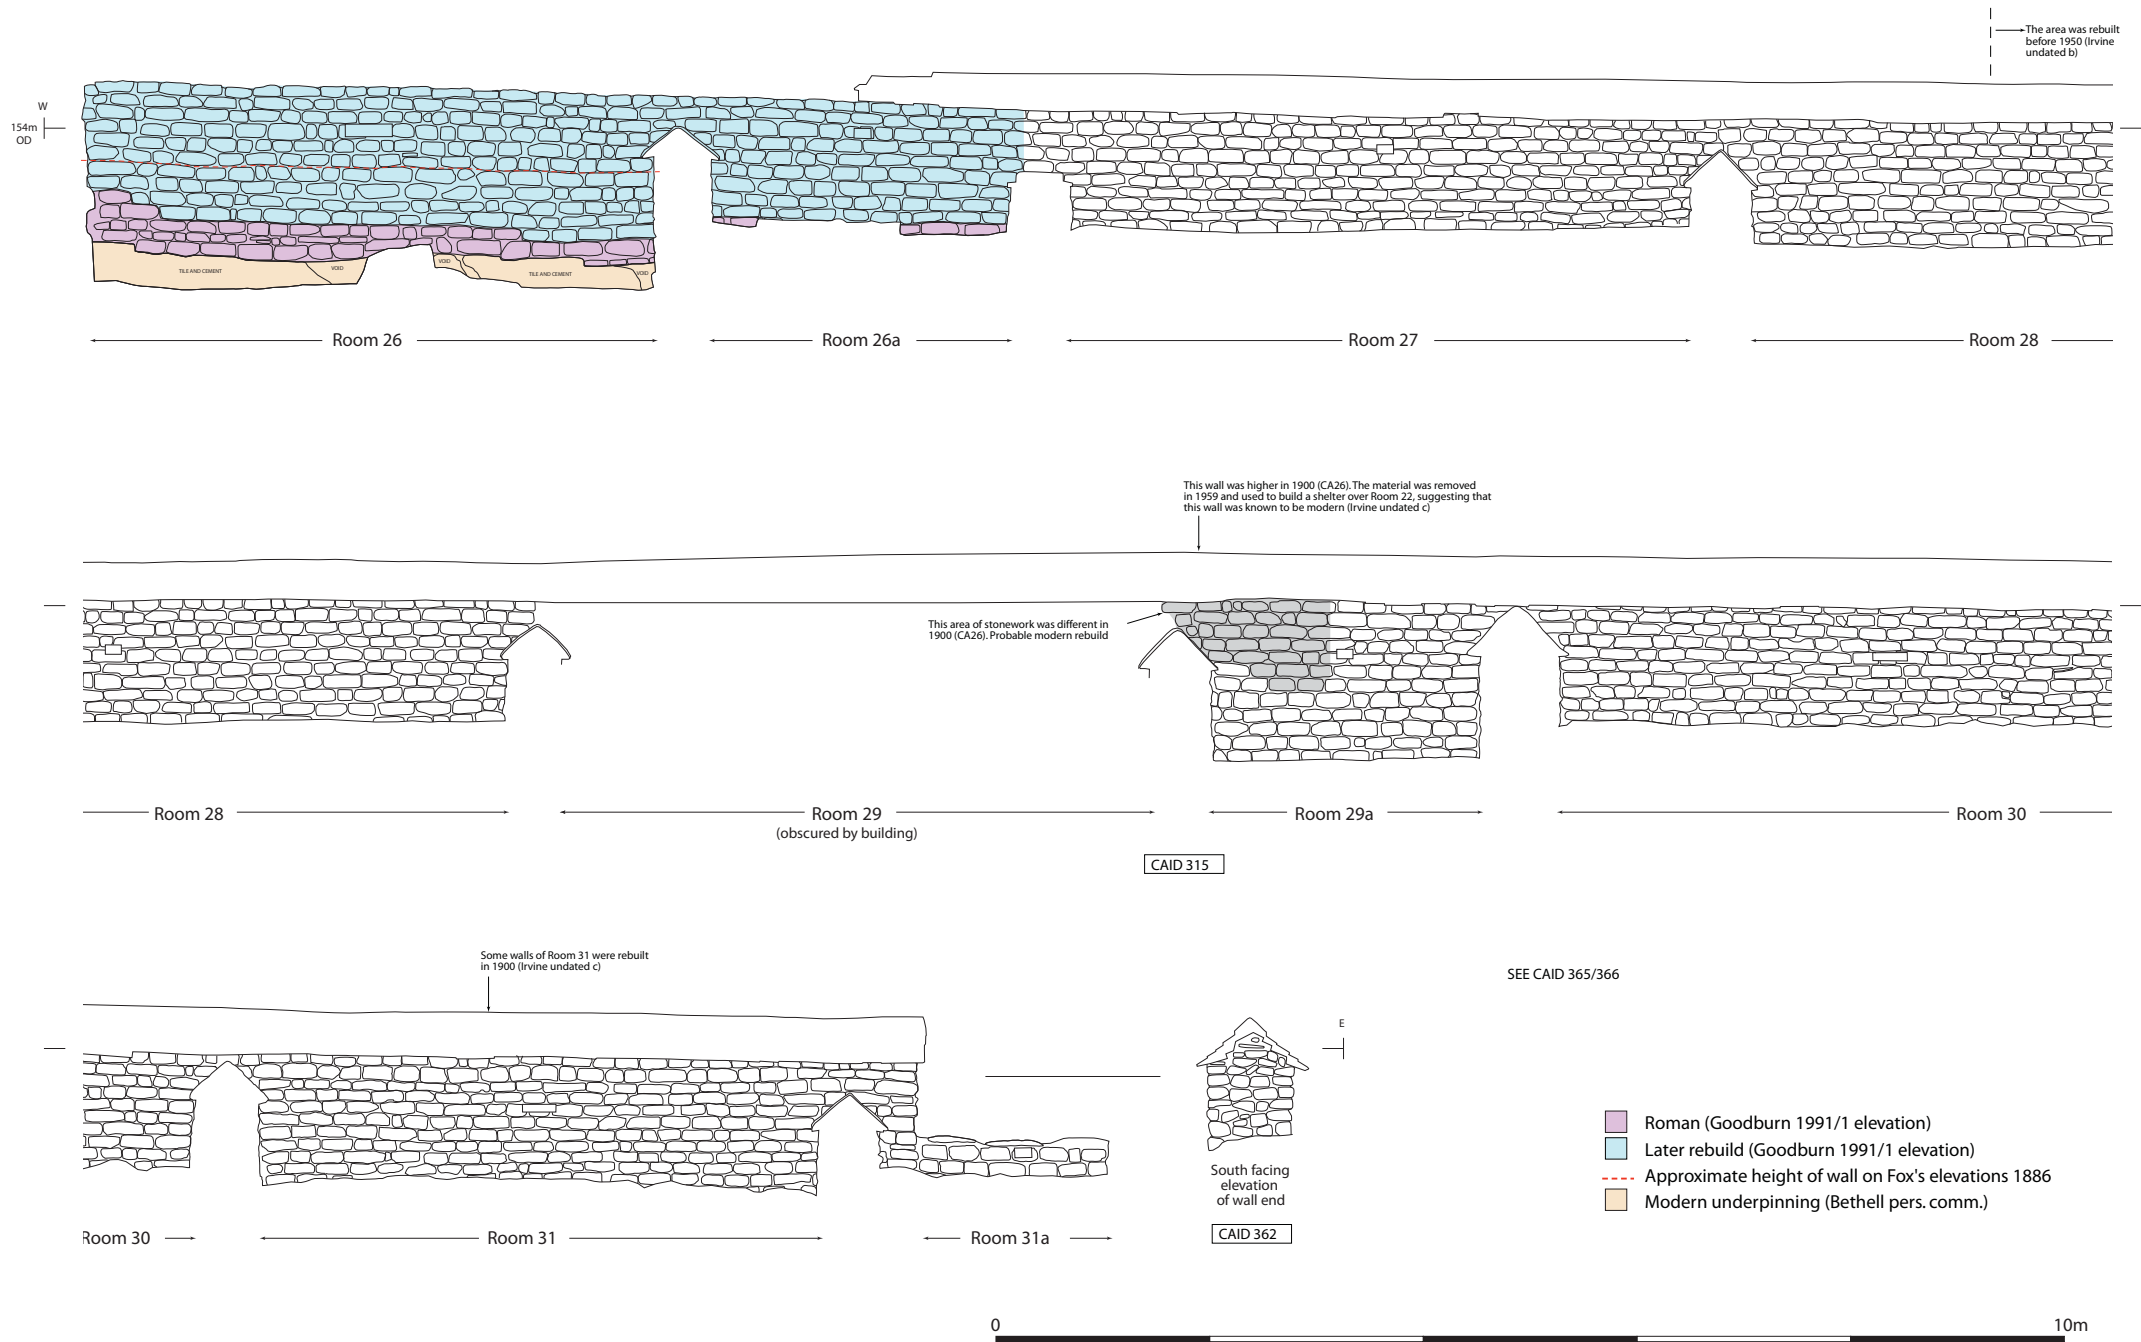 The area was rebuilt
before 1950 (Irvine
undated b)
W
154m
OD
TILE AND CEMENT
VOID
VOID
TILE AND CEMENT
VOID
Room 26
Room 26a
Room 27
Room 28
This wall was higher in 1900 (CA26). The material was removed
in 1959 and used to build a shelter over Room 22, suggesting that
this wall was known to be modern (Irvine undated c)
This area of stonework was different in
1900 (CA26). Probable modern rebuild
Room 28
Room 29
(obscured by building)
Room 29a
Room 30
CAID 315
Some walls of Room 31 were rebuilt
in 1900 (Irvine undated c)
SEE CAID 365/366
E
South facing
elevation
of wall end
CAID 362
Room 30
Room 31
Room 31a
Roman (Goodburn 1991/1 elevation)
Later rebuild (Goodburn 1991/1 elevation)
Approximate height of wall on Fox's elevations 1886
Modern underpinning (Bethell pers. comm.)
0
10m